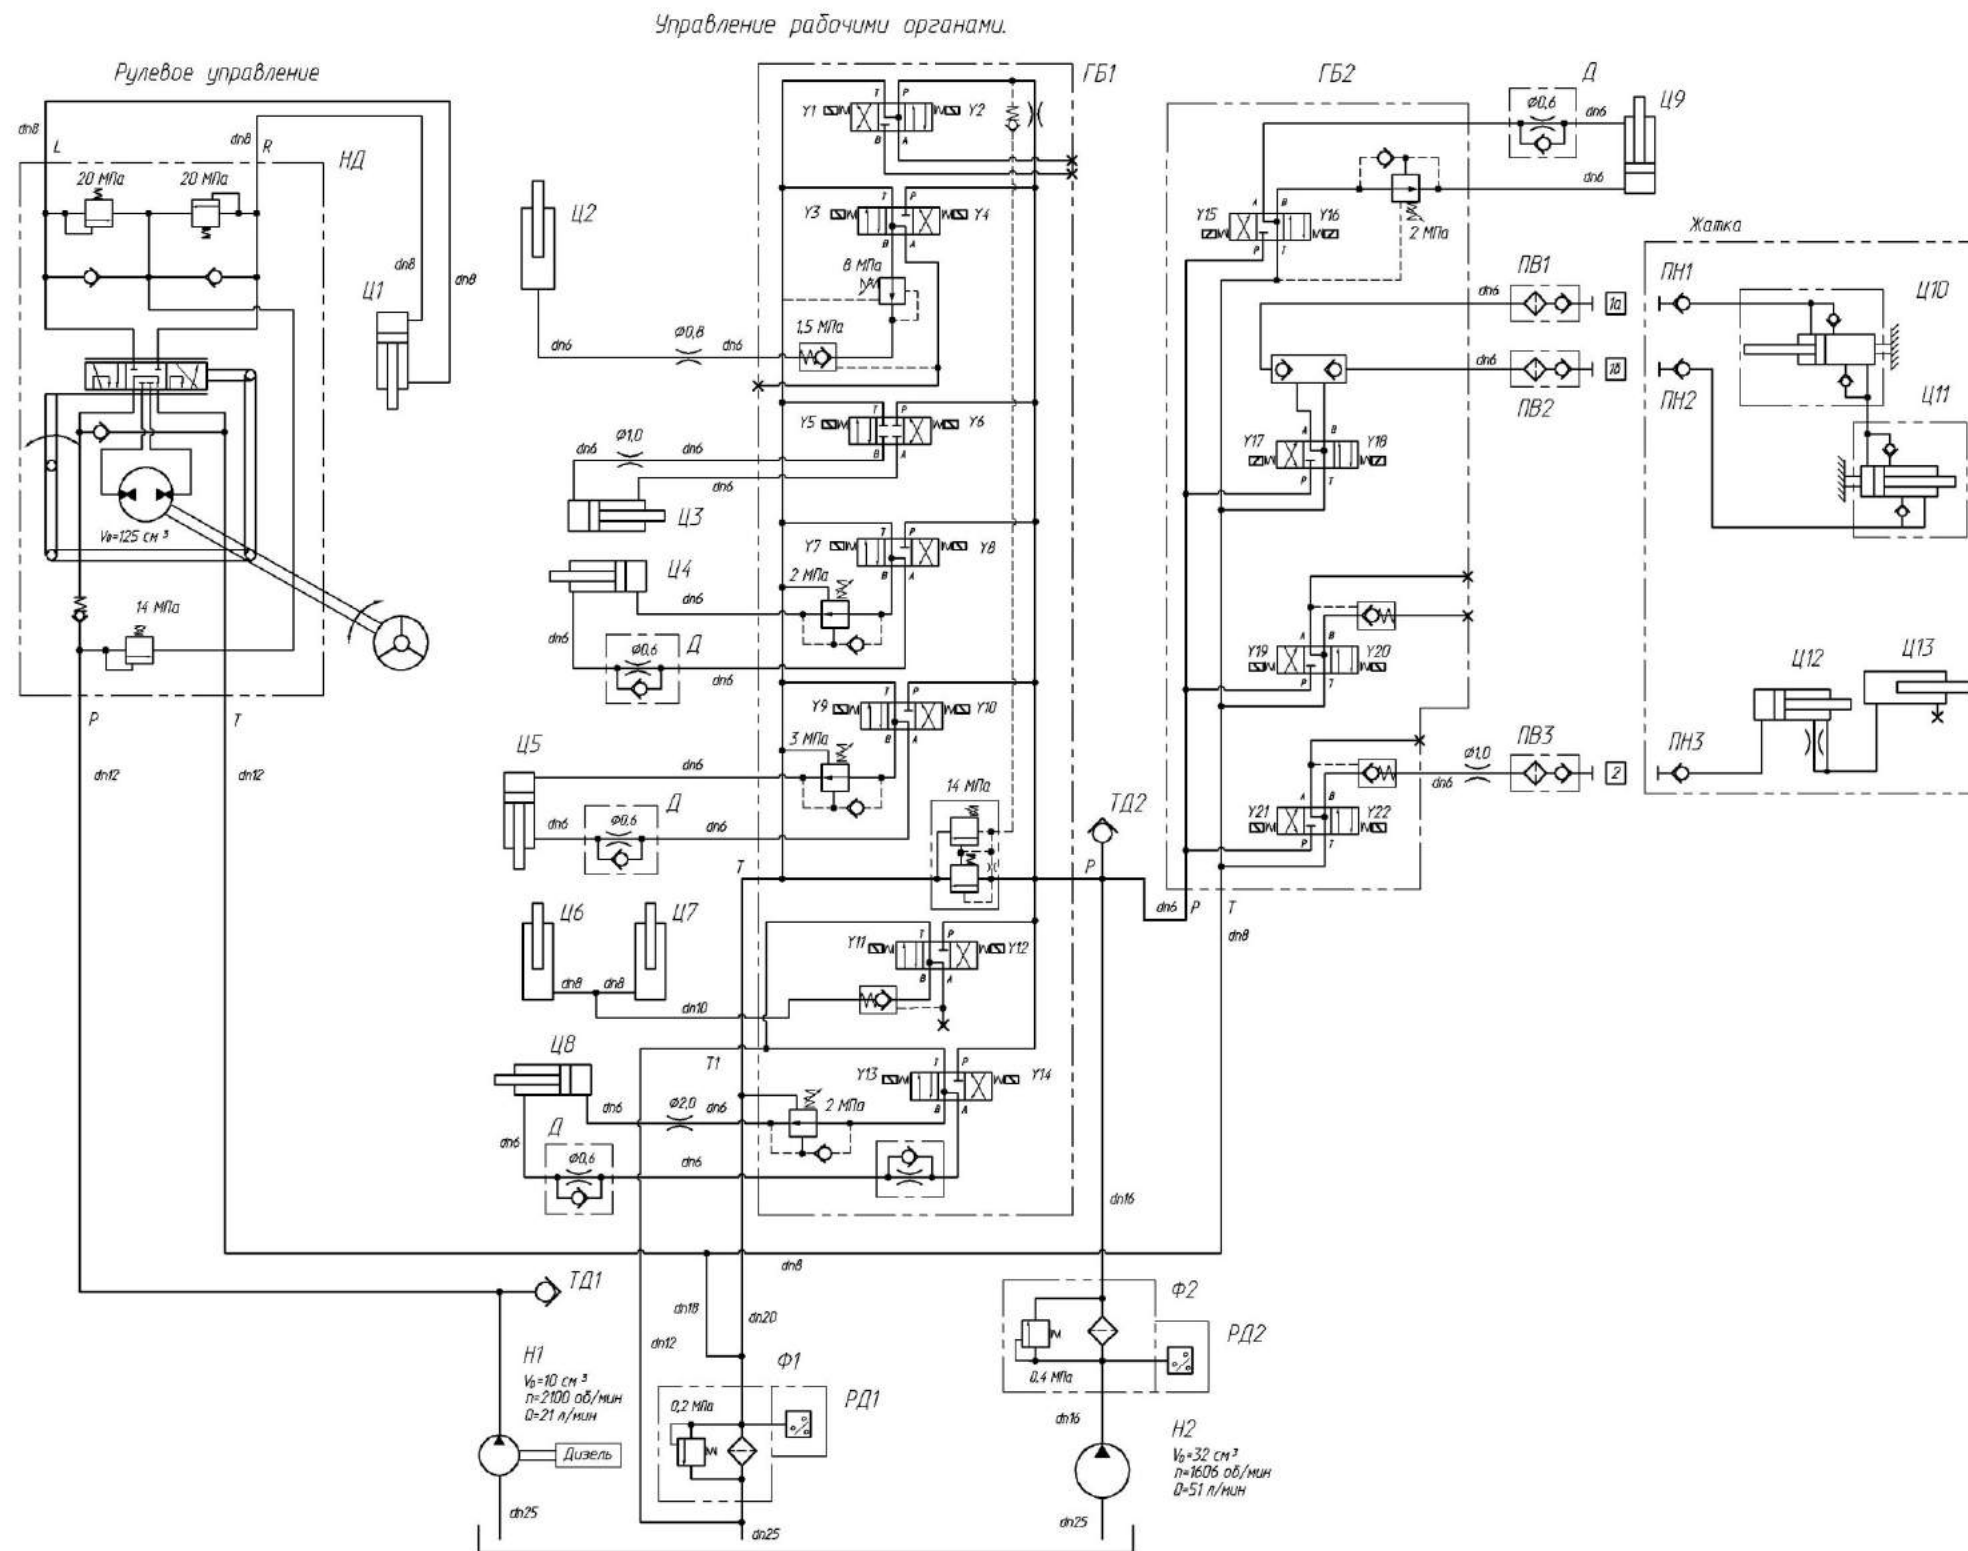 Управление рабочими органами.
Рулевое управление
ГБ1
ГБ2
Д
Ц9
Ø0,6
dn6
dn6
Y1
T
P
Y2
B
A
dn8
L
dn8
R
НД
20 МПа
20 МПа
Ц1
dn8
dn8
V₀=125 см³
14 МПа
P
T
dn12
dn12
Ц2
dn6
Ø0,8
dn6
Y3
T
P
Y4
B
A
8 МПа
1,5 МПа
Y5
T
P
Y6
B
A
dn6
Ø1,0
dn6
dn6
Ц3
Y7
T
P
Y8
B
A
2 МПа
Ц4
dn6
dn6
Д
Ø0,6
dn6
Y9
T
P
Y10
B
A
3 МПа
Ц5
dn6
dn6
Д
Ø0,6
dn6
14 МПа
T
ТД2
P
Ц6
Ц7
dn8
dn8
dn10
Y11
T
P
Y12
B
A
Ц8
T1
Y13
T
P
Y14
B
A
2 МПа
dn6
Ø2,0
dn6
dn6
Д
Ø0,6
dn6
dn16
A
B
Y15
Y16
P
T
2 МПа
Жатка
ПВ1
ПН1
dn6
1а
Ц10
dn6
1б
ПВ2
ПН2
Ц11
A
B
Y17
Y18
P
T
A
B
Y19
Y20
P
T
Ц12
Ц13
ПВ3
ПН3
Ø1,0
dn6
2
A
B
Y21
Y22
P
T
dn6
P
T
dn8
dn8
ТД1
dn18
dn20
dn12
Н1
V₀=10 см³
n=2100 об/мин
Q=21 л/мин
Дизель
dn25
Ф1
РД1
0,2 МПа
dn25
Ф2
РД2
0,4 МПа
dn16
Н2
V₀=32 см³
n=1606 об/мин
Q=51 л/мин
dn25